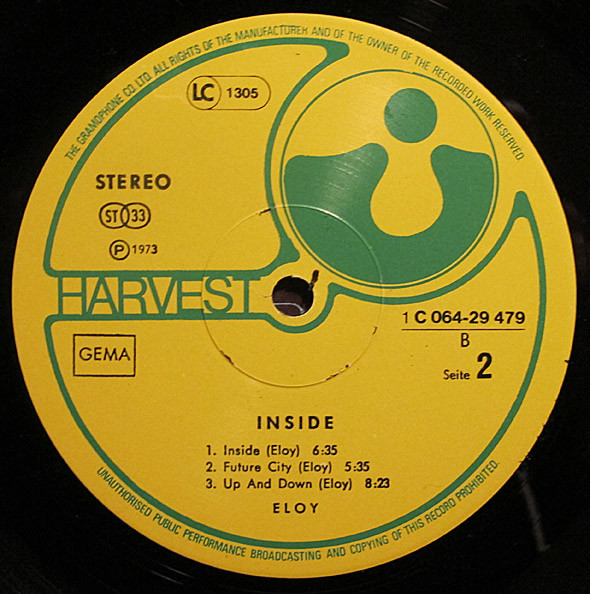 THE GRAMOPHONE CO. LTD. ALL RIGHTS OF THE MANUFACTURER AND OF THE OWNER OF THE RECORDED WORK RESERVED.
LC 1305
STEREO
ST 33
P 1973
HARVEST
1 C 064-29 479
B
GEMA
Seite 2
INSIDE
1. Inside (Eloy) 6:35
2. Future City (Eloy) 5:35
3. Up And Down (Eloy) 8:23
ELOY
UNAUTHORISED PUBLIC PERFORMANCE BROADCASTING AND COPYING OF THIS RECORD PROHIBITED.